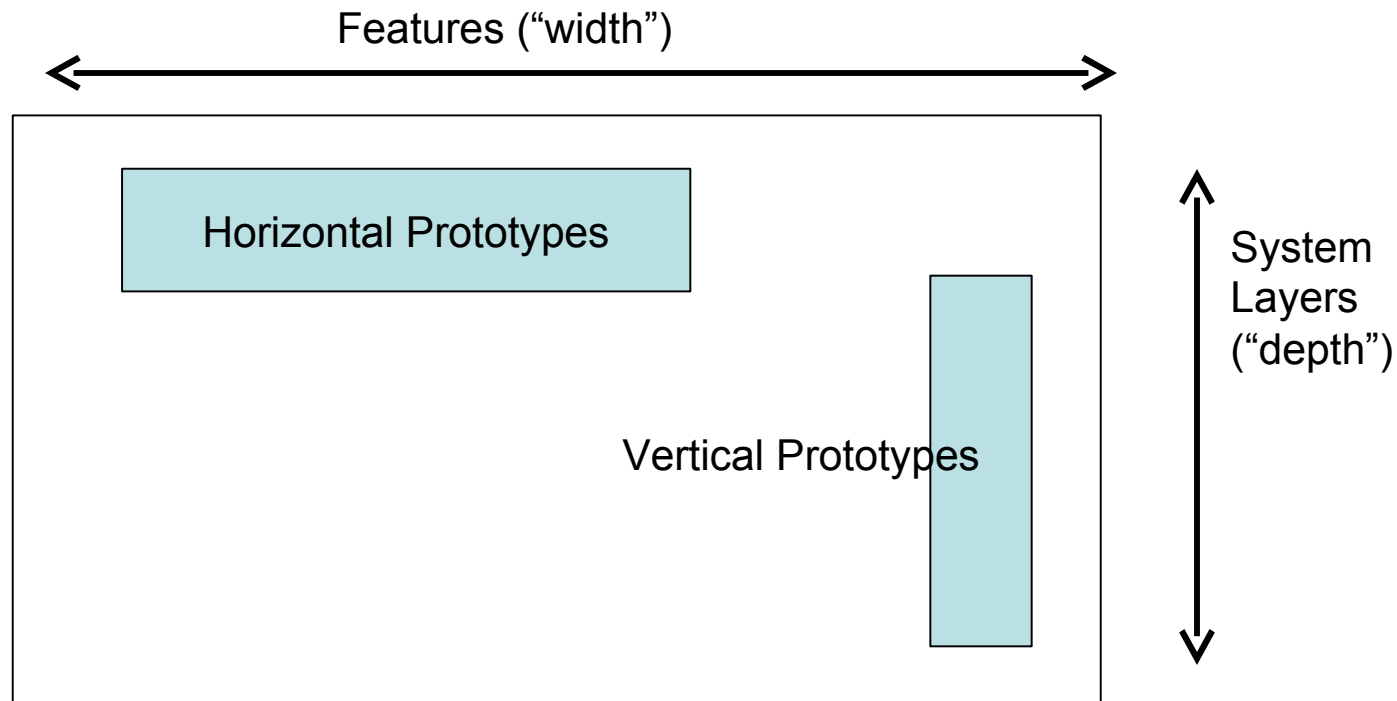 Features (“width”)
Horizontal Prototypes
System
Layers
(“depth”)
Vertical Prototypes